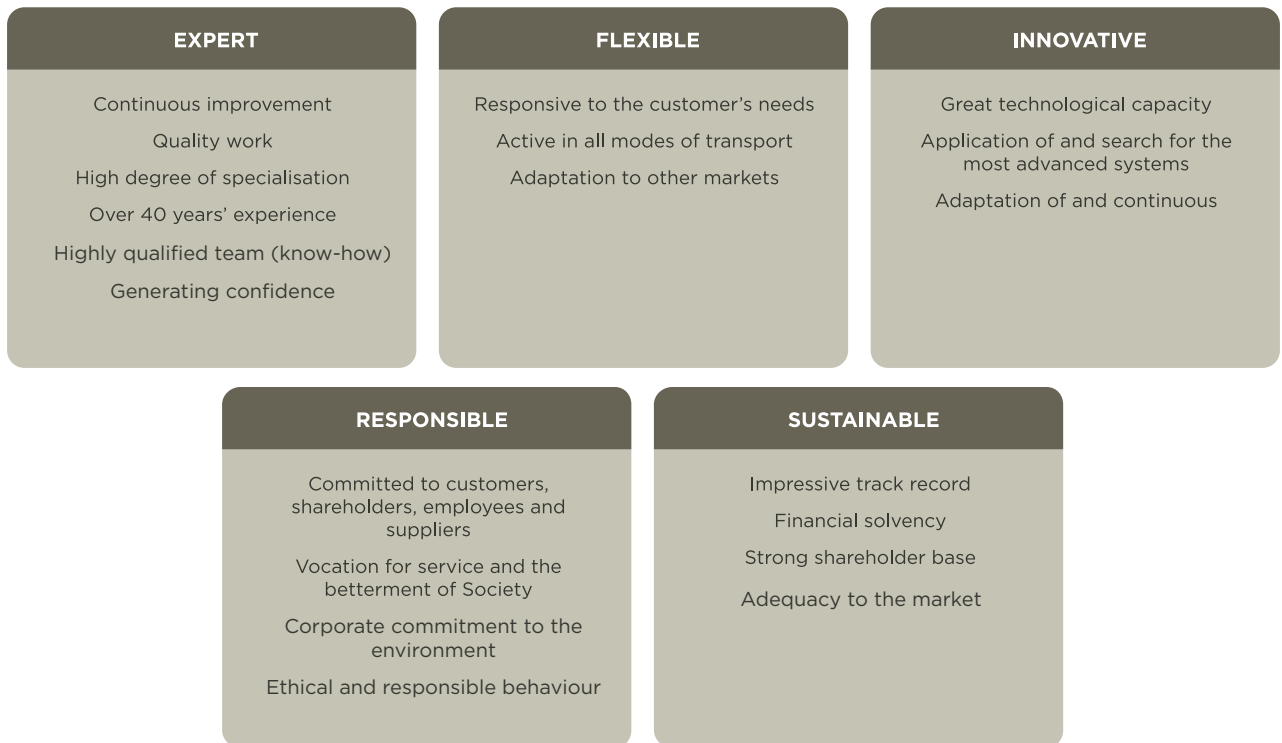 EXPERT
Continuous improvement
Quality work
High degree of specialisation
Over 40 years’ experience
Highly qualified team (know-how)
Generating confidence
FLEXIBLE
Responsive to the customer’s needs
Active in all modes of transport
Adaptation to other markets
INNOVATIVE
Great technological capacity
Application of and search for the
most advanced systems
Adaptation of and continuous
RESPONSIBLE
Committed to customers,
shareholders, employees and
suppliers
Vocation for service and the
betterment of Society
Corporate commitment to the
environment
Ethical and responsible behaviour
SUSTAINABLE
Impressive track record
Financial solvency
Strong shareholder base
Adequacy to the market